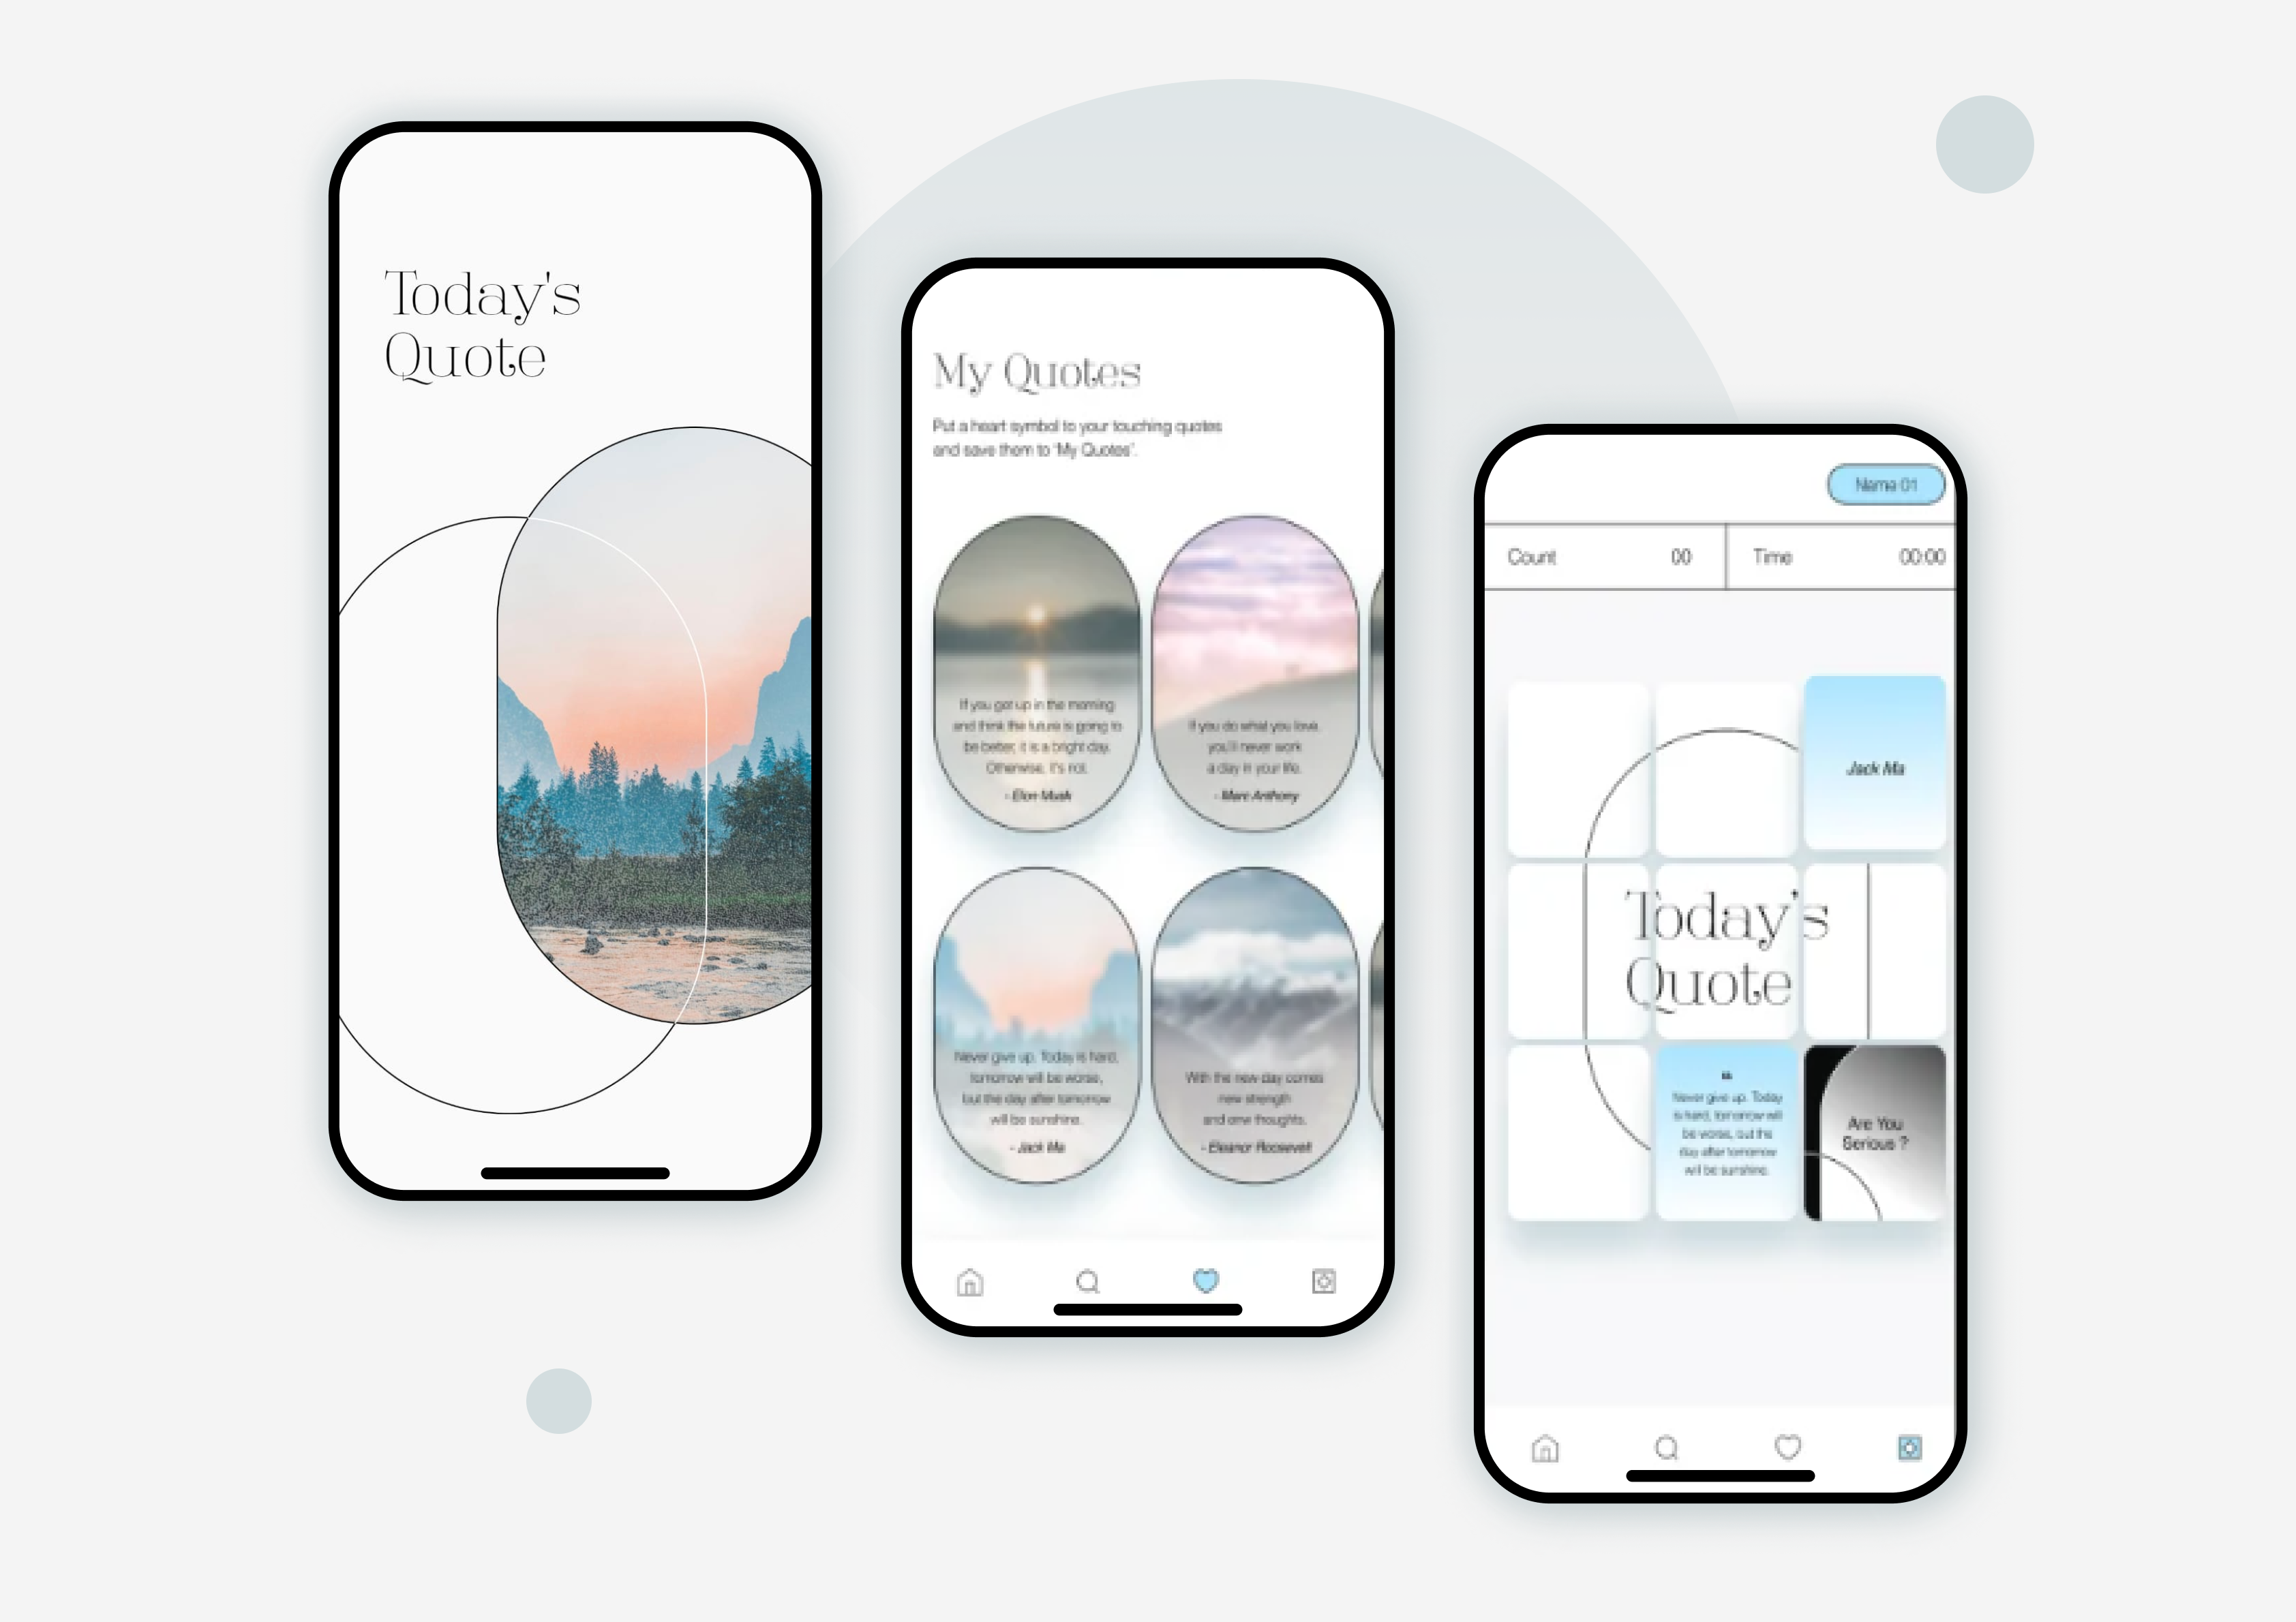 Today's
Quote
My Quotes
Put a heart symbol to your touching quotes
and save them to 'My Quotes'.
If you get up in the morning
and think the future is going to
be better, it is a bright day.
Otherwise, it's not.
- Elon Musk
If you do what you love,
you'll never work
a day in your life.
- Marc Anthony
Never give up. Today is hard,
tomorrow will be worse,
but the day after tomorrow
will be sunshine.
- Jack Ma
With the new day comes
new strength
and new thoughts.
- Eleanor Roosevelt
Name 01
Count 00 Time 00:00
Jack Ma
Today's
Quote
❝
Never give up. Today
is hard, tomorrow will
be worse, but the
day after tomorrow
will be sunshine.
Are You
Serious ?